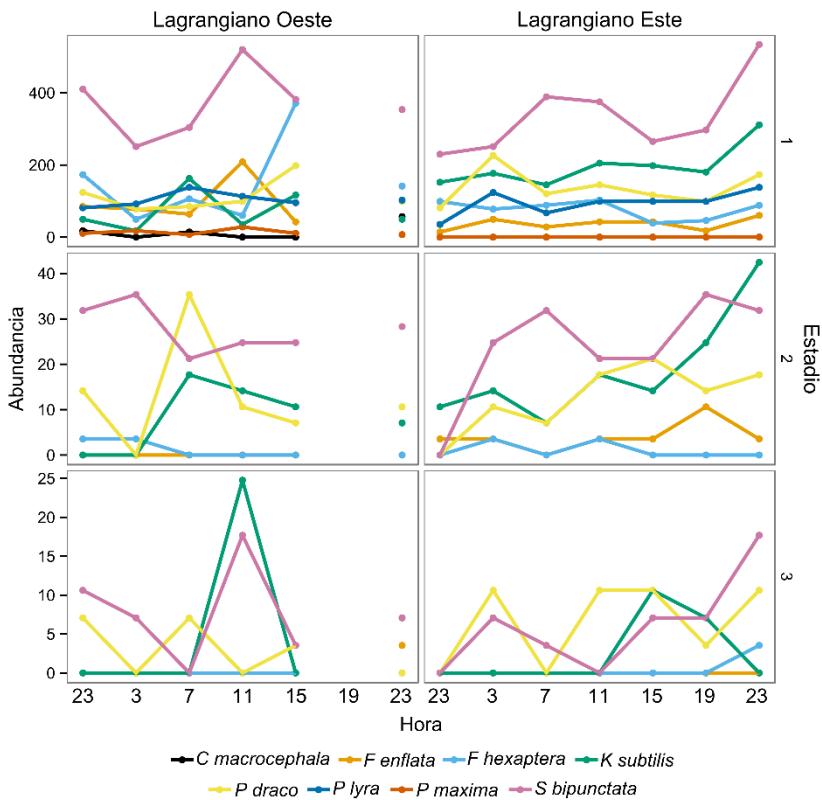 Lagrangiano Oeste Lagrangiano Este
400
200
0
1
40
30
20
10
0
2
25
20
15
10
5
0
3
Abundancia
Estadio
23 3 7 11 15 19 23 23 3 7 11 15 19 23
Hora
C macrocephala F enflata F hexaptera K subtilis
P draco P lyra P maxima S bipunctata